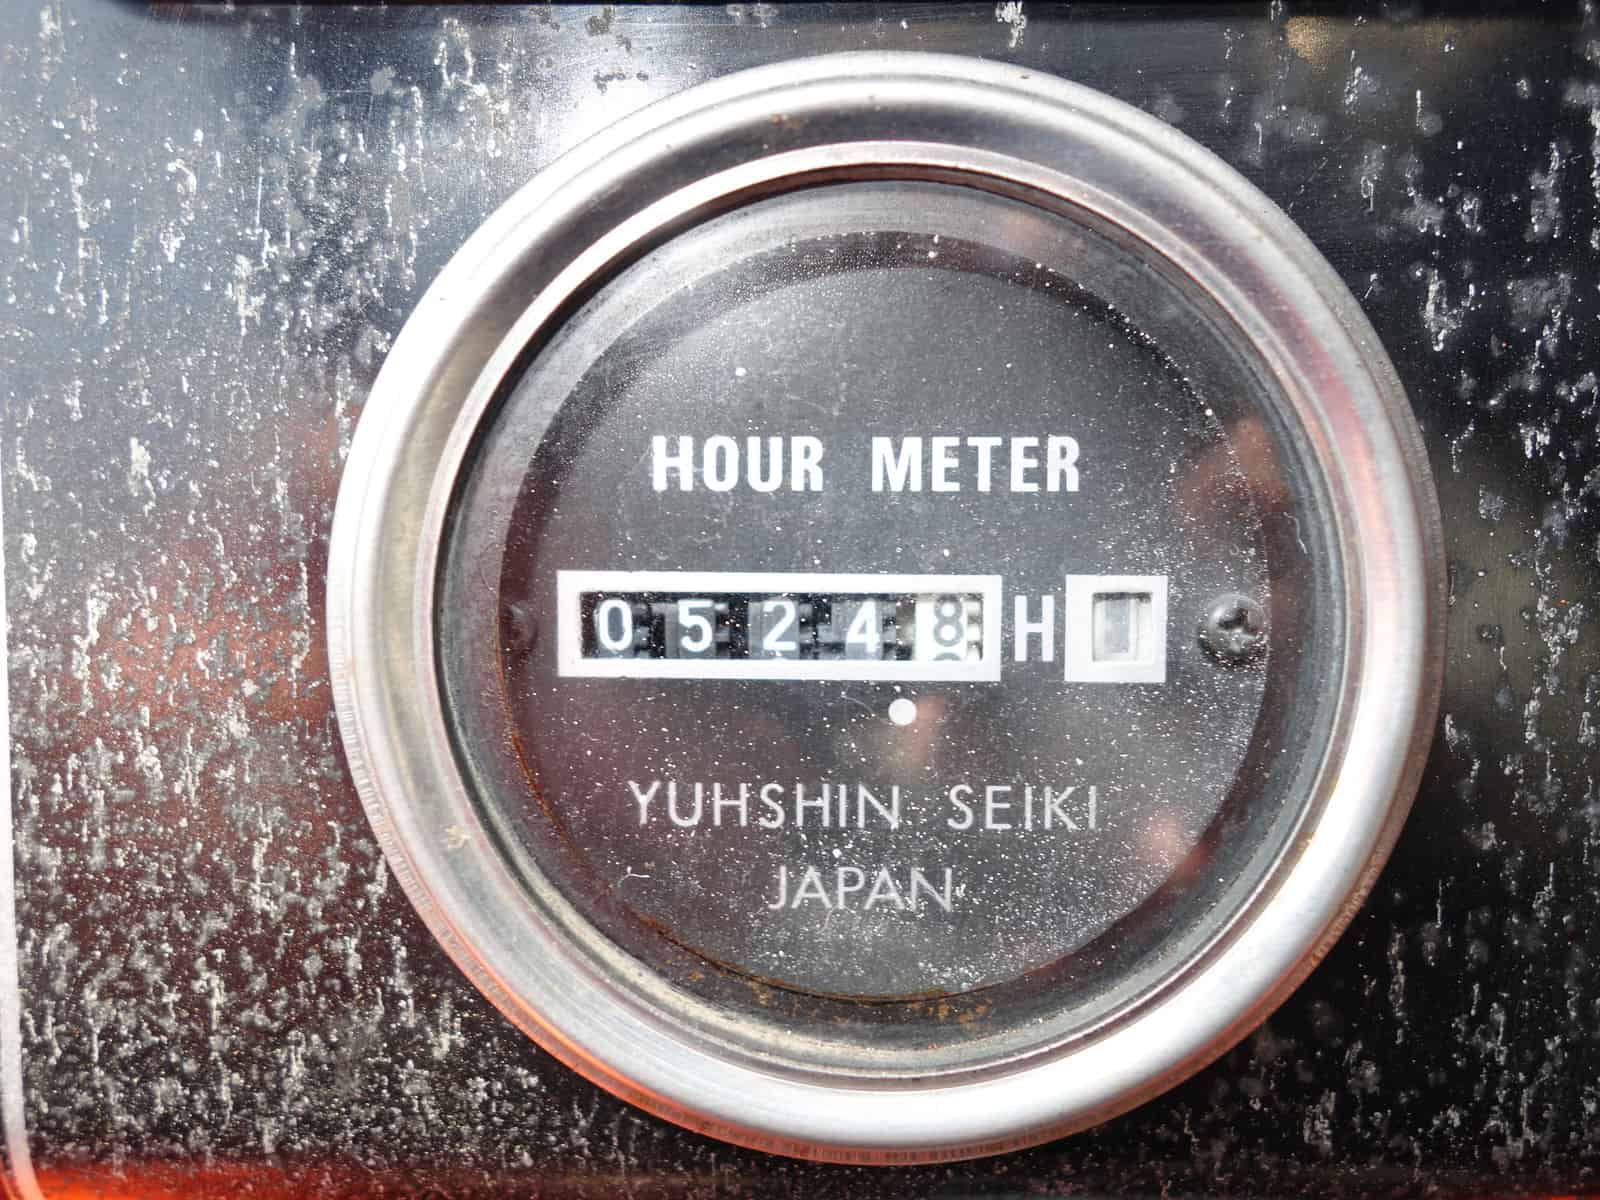 HOUR METER
05248 H
YUHSHIN SEIKI
JAPAN